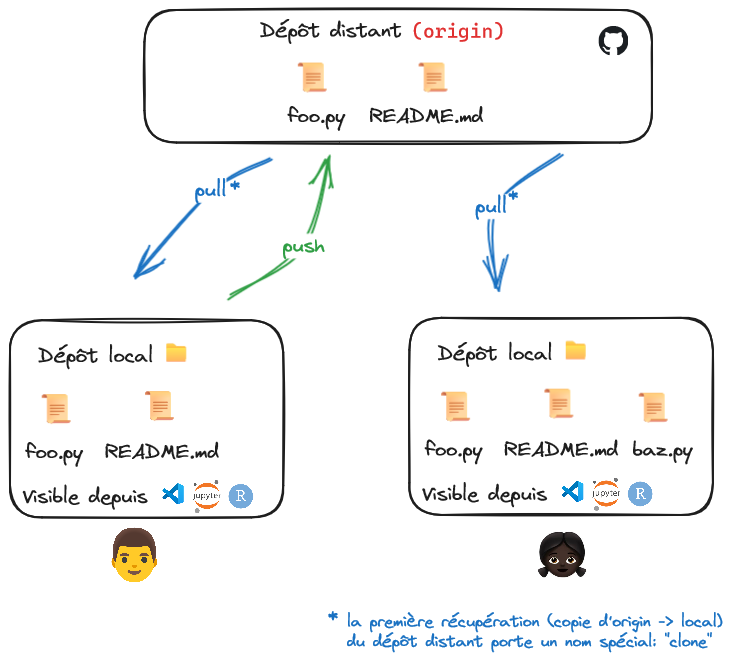 Dépôt distant (origin)
foo.py README.md
pull*
pull*
push
Dépôt local
foo.py README.md
Visible depuis jupyter R
Dépôt local
foo.py README.md baz.py
Visible depuis jupyter R
* la première récupération (copie d'origin -> local)
du dépôt distant porte un nom spécial: "clone"